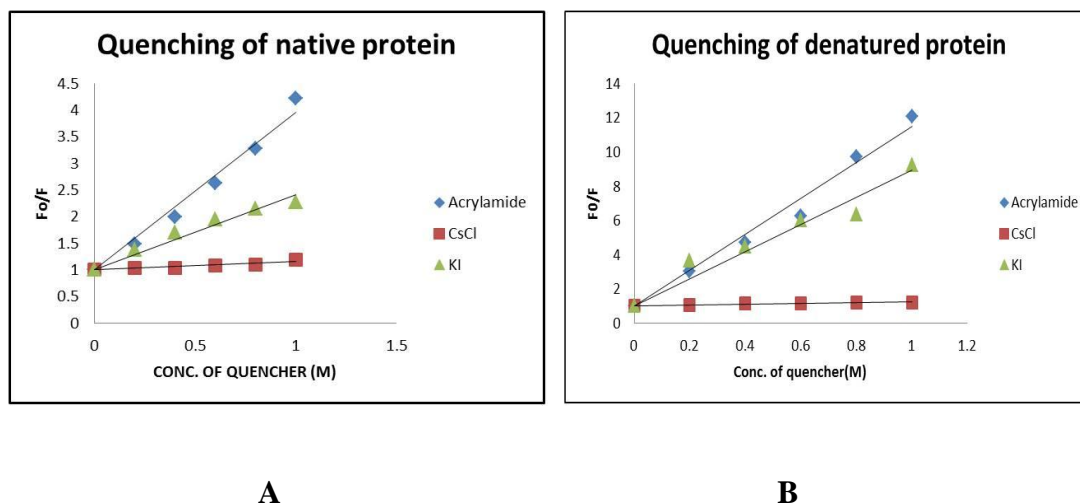 Quenching of native protein
4.5
4
3.5
3
2.5
2
1.5
1
0.5
0
Fo/F
0
0.5
1
1.5
CONC. OF QUENCHER (M)
Acrylamide
CsCl
KI
Quenching of denatured protein
14
12
10
8
6
4
2
0
F0/F
0
0.2
0.4
0.6
0.8
1
1.2
Conc. of quencher(M)
Acrylamide
CsCl
KI
A
B